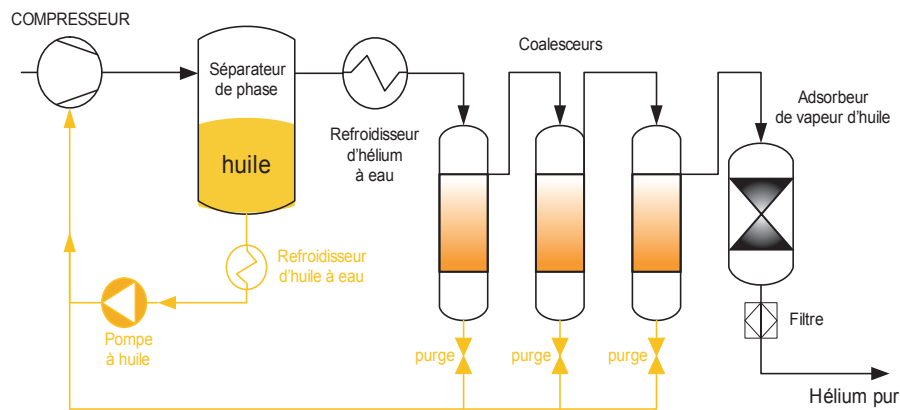 COMPRESSEUR
Séparateur
de phase
huile
Refroidisseur
d'hélium
à eau
Coalesceurs
Adsorbeur
de vapeur d'huile
Refroidisseur
d'huile à eau
Pompe
à huile
purge
purge
purge
Filtre
Hélium pur